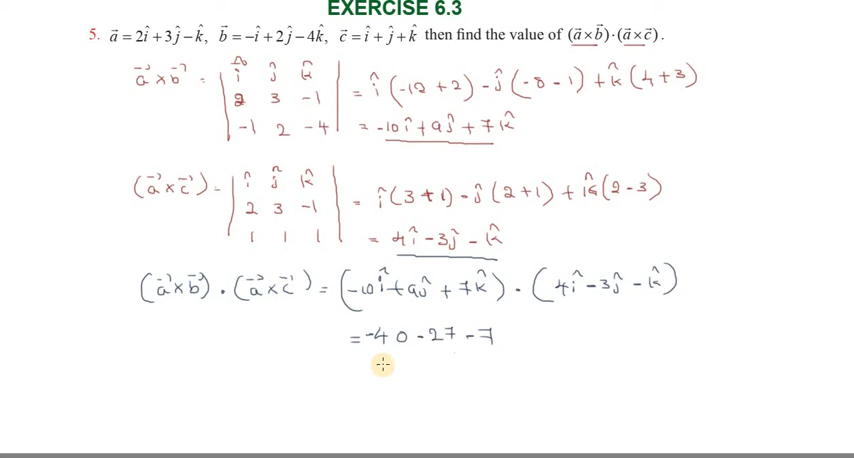 EXERCISE 6.3
5. a⃗ = 2î + 3ĵ − k̂, b⃗ = −î + 2ĵ − 4k̂, c⃗ = î + ĵ + k̂ then find the value of (a⃗ × b⃗) · (a⃗ × c⃗).
a⃗ × b⃗ = | î ĵ k̂ | = î (-12 + 2) - ĵ (-8 - 1) + k̂ (4 + 3)
| 2 3 -1 |
| -1 2 -4 | = -10î + 9ĵ + 7k̂
(a⃗ × c⃗) = | î ĵ k̂ | = î (3 + 1) - ĵ (2 + 1) + k̂ (2 - 3)
| 2 3 -1 |
| 1 1 1 | = 4î - 3ĵ - k̂
(a⃗ × b⃗) · (a⃗ × c⃗) = (-10î + 9ĵ + 7k̂) · (4î - 3ĵ - k̂)
= -40 - 27 - 7